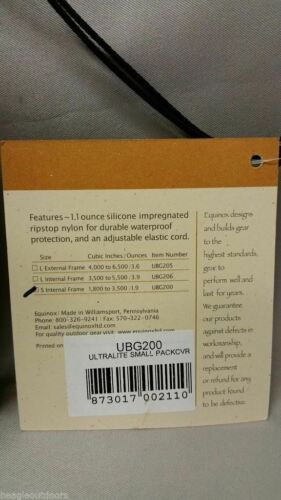 Features ~ 1.1 ounce silicone impregnated
ripstop nylon for durable waterproof
protection, and an adjustable elastic cord.
Size Cubic Inches / Ounces Item Number
L External Frame 4,000 to 6,500 / 3.6 UBG205
L Internal Frame 3,500 to 5,500 / 3.9 UBG206
S Internal Frame 1,800 to 3,500 / 1.9 UBG200
Equinox: Made in Williamsport, Pennsylvania
Phone: 800-326-9241 / Fax: 570-322-0746
Email: sales@equinoxltd.com
For quality outdoor gear visit: www.equinoxltd.com
Printed on
UBG200
ULTRALITE SMALL PACKCVR
873017 002110
Equinox designs
and builds gear
to the
highest standards,
gear to
perform well and
last for years.
We guarantee
our products
against defects in
workmanship,
and will provide a
replacement
or refund for any
product found
to be defective.
copyright@ heagleoutdoors